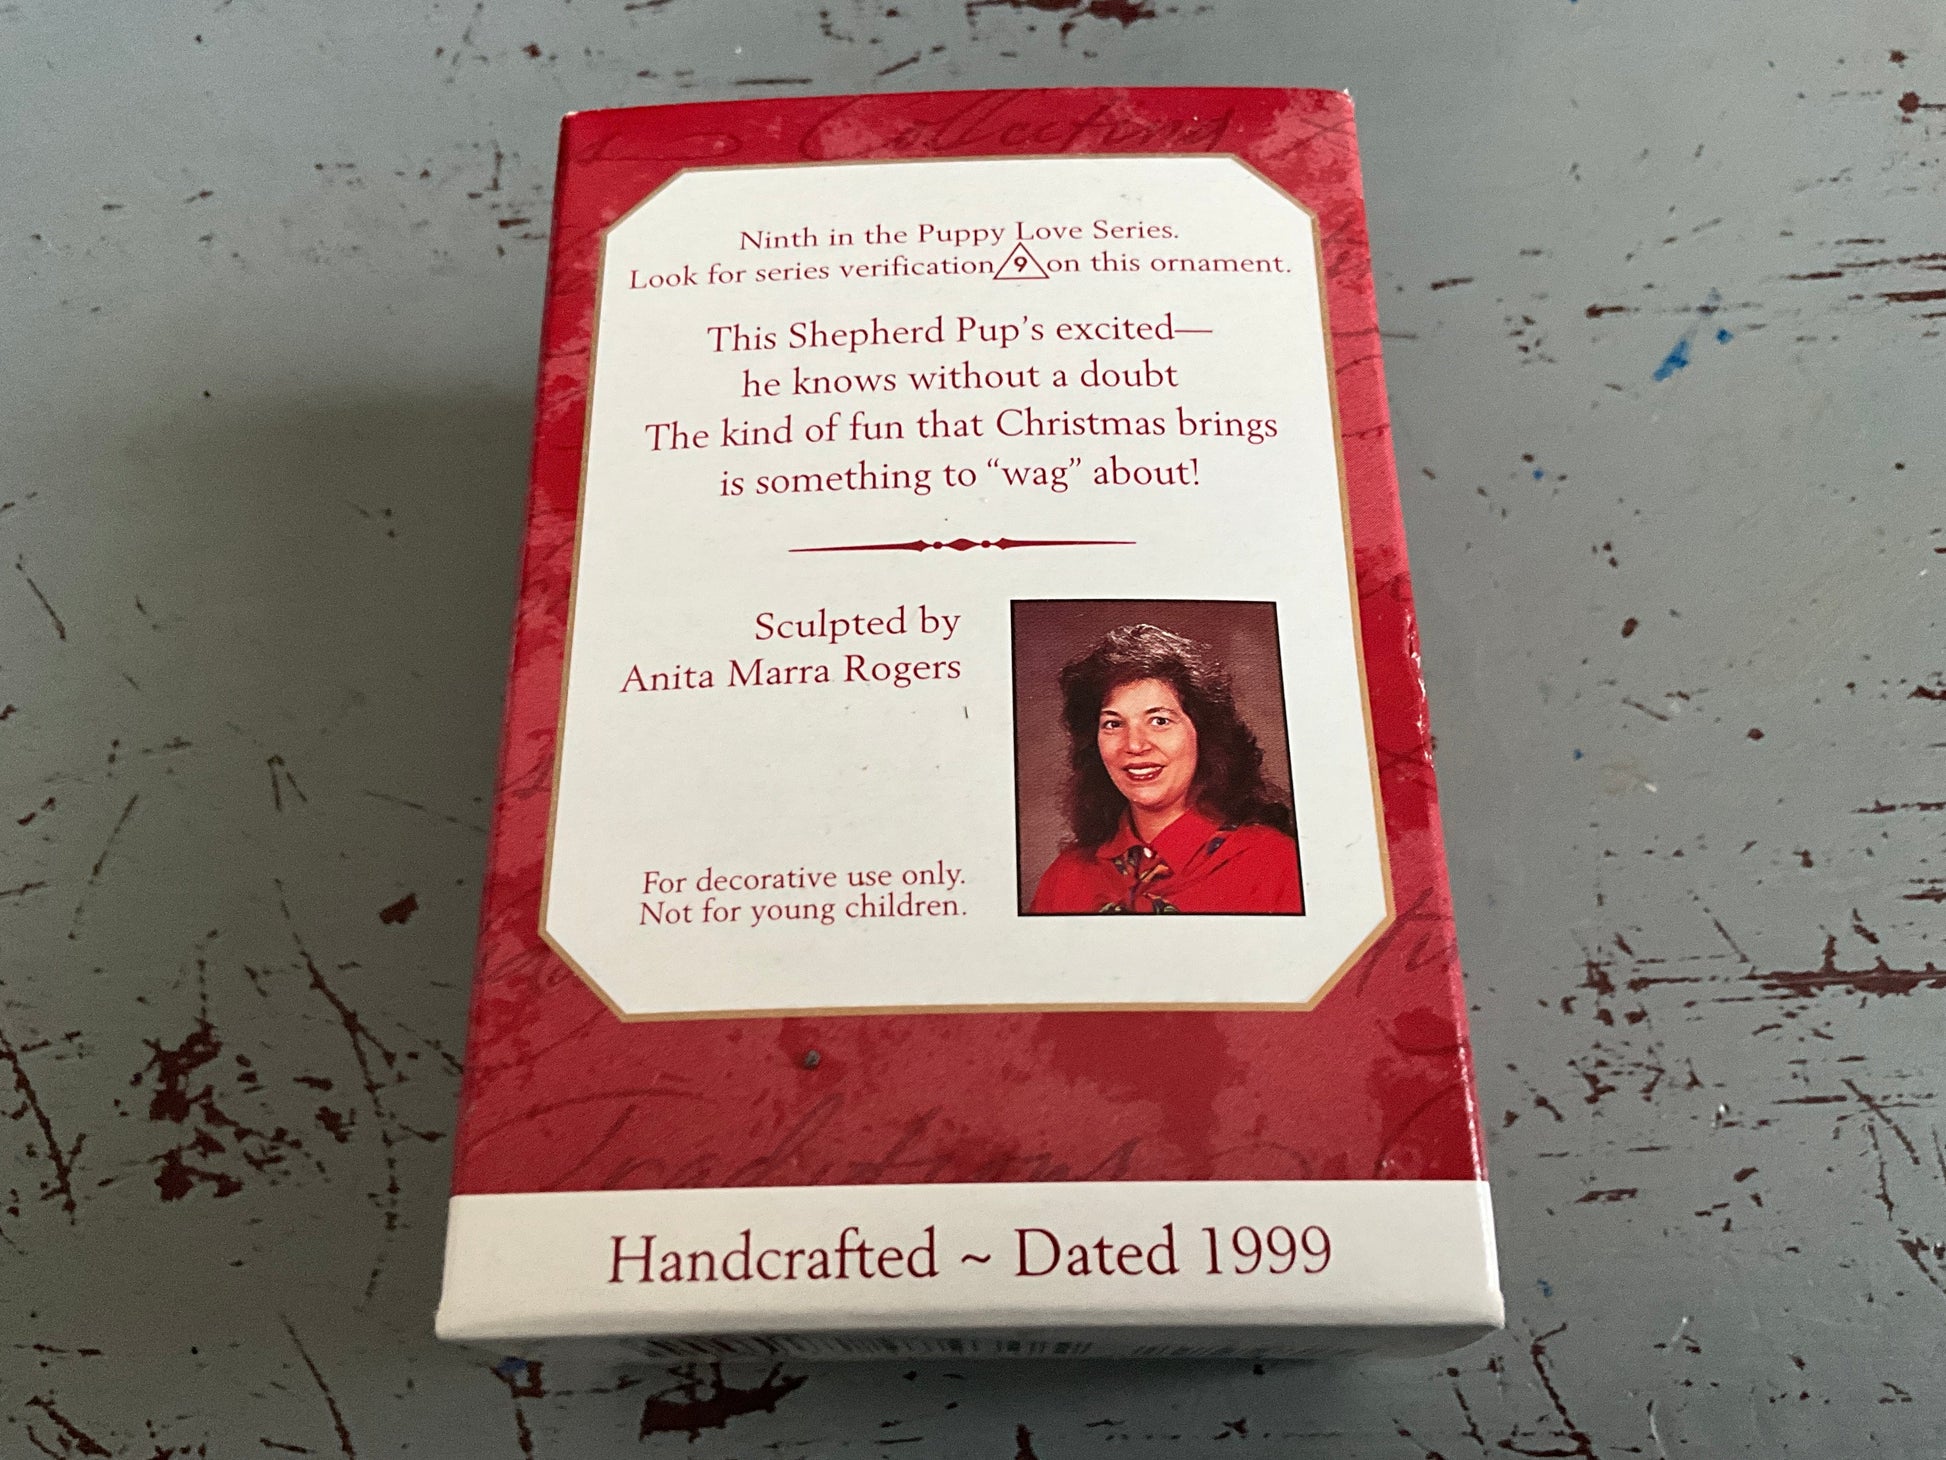 Collecting
Ninth in the Puppy Love Series.
Look for series verification 9 on this ornament.
This Shepherd Pup's excited—
he knows without a doubt
The kind of fun that Christmas brings
is something to “wag” about!
Sculpted by
Anita Marra Rogers
For decorative use only.
Not for young children.
Traditions
Handcrafted ~ Dated 1999